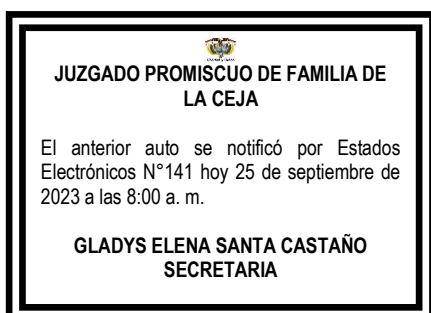 JUZGADO PROMISCUO DE FAMILIA DE
LA CEJA
El anterior auto se notificó por Estados
Electrónicos N°141 hoy 25 de septiembre de
2023 a las 8:00 a. m.
GLADYS ELENA SANTA CASTAÑO
SECRETARIA